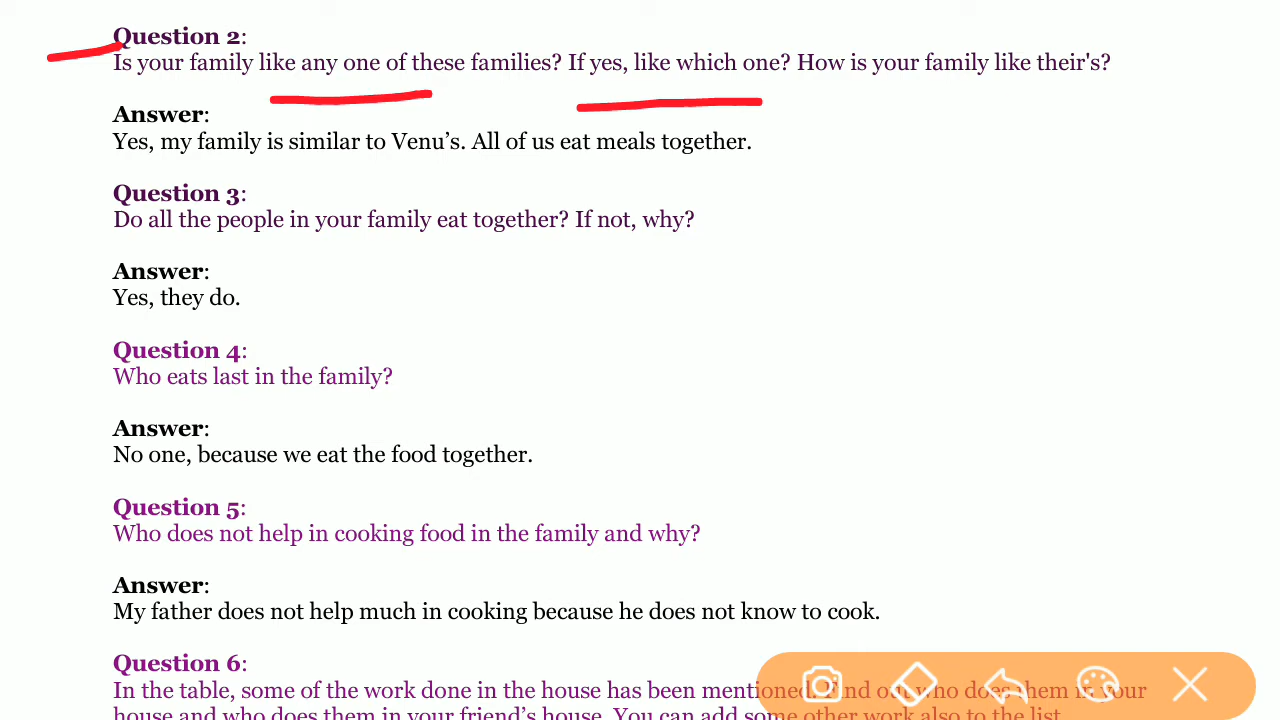 Question 2:
Is your family like any one of these families? If yes, like which one? How is your family like their's?
Answer:
Yes, my family is similar to Venu’s. All of us eat meals together.
Question 3:
Do all the people in your family eat together? If not, why?
Answer:
Yes, they do.
Question 4:
Who eats last in the family?
Answer:
No one, because we eat the food together.
Question 5:
Who does not help in cooking food in the family and why?
Answer:
My father does not help much in cooking because he does not know to cook.
Question 6:
In the table, some of the work done in the house has been mentioned. Find out who does them in your
house and who does them in your friend’s house. You can add some other work also to the list.